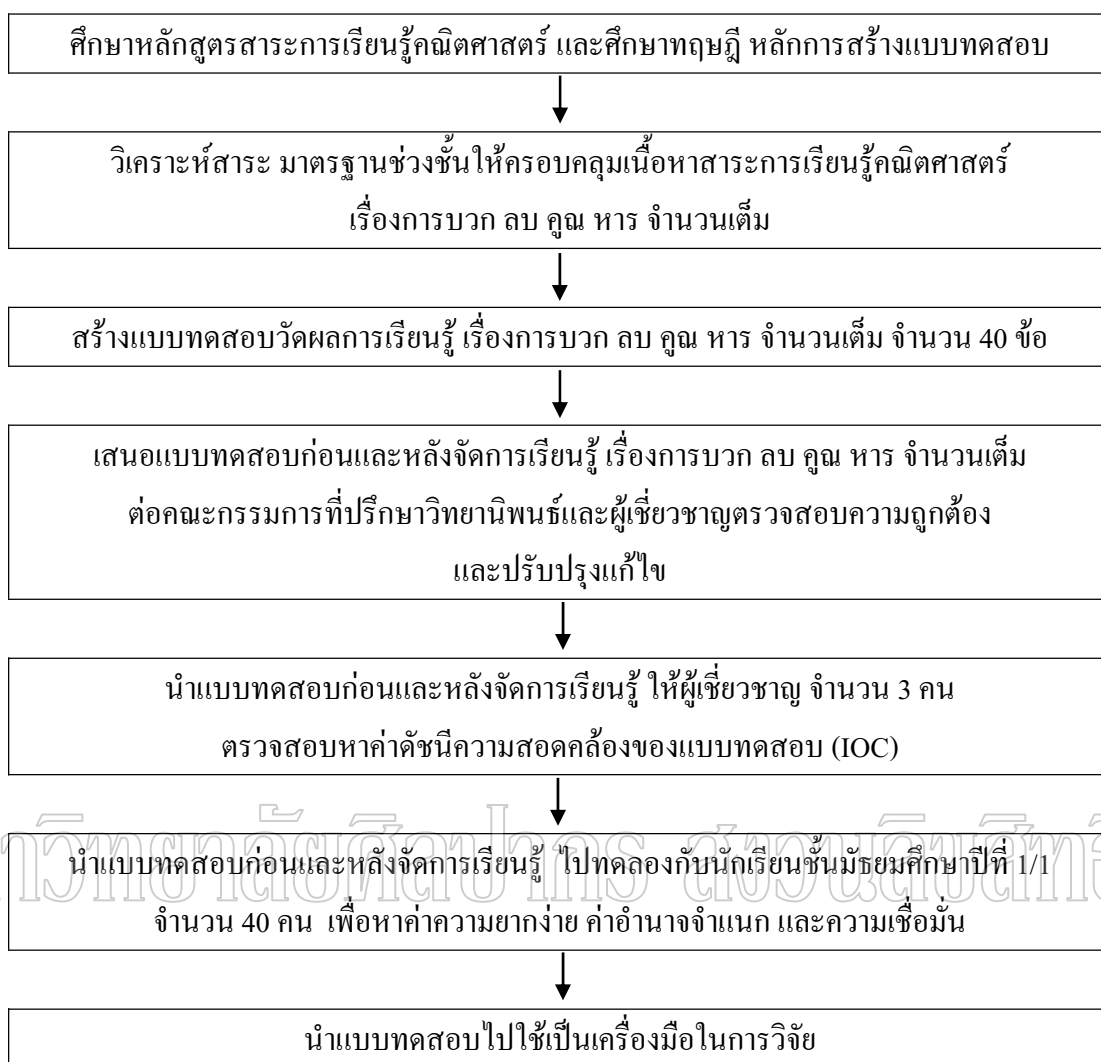 ศึกษาหลักสูตรสาระการเรียนรู้คณิตศาสตร์ และศึกษาทฤษฎี หลักการสร้างแบบทดสอบ
วิเคราะห์สาระ มาตรฐานช่วงชั้นให้ครอบคลุมเนื้อหาสาระการเรียนรู้คณิตศาสตร์
เรื่องการบวก ลบ คูณ หาร จำนวนเต็ม
สร้างแบบทดสอบวัดผลการเรียนรู้ เรื่องการบวก ลบ คูณ หาร จำนวนเต็ม จำนวน 40 ข้อ
เสนอแบบทดสอบก่อนและหลังจัดการเรียนรู้ เรื่องการบวก ลบ คูณ หาร จำนวนเต็ม
ต่อคณะกรรมการที่ปรึกษาวิทยานิพนธ์และผู้เชี่ยวชาญตรวจสอบความถูกต้อง
และปรับปรุงแก้ไข
นำแบบทดสอบก่อนและหลังจัดการเรียนรู้ ให้ผู้เชี่ยวชาญ จำนวน 3 คน
ตรวจสอบหาค่าดัชนีความสอดคล้องของแบบทดสอบ (IOC)
นำแบบทดสอบก่อนและหลังจัดการเรียนรู้ ไปทดลองกับนักเรียนชั้นมัธยมศึกษาปีที่ 1/1
จำนวน 40 คน เพื่อหาค่าความยากง่าย ค่าอำนาจจำแนก และความเชื่อมั่น
นำแบบทดสอบไปใช้เป็นเครื่องมือในการวิจัย